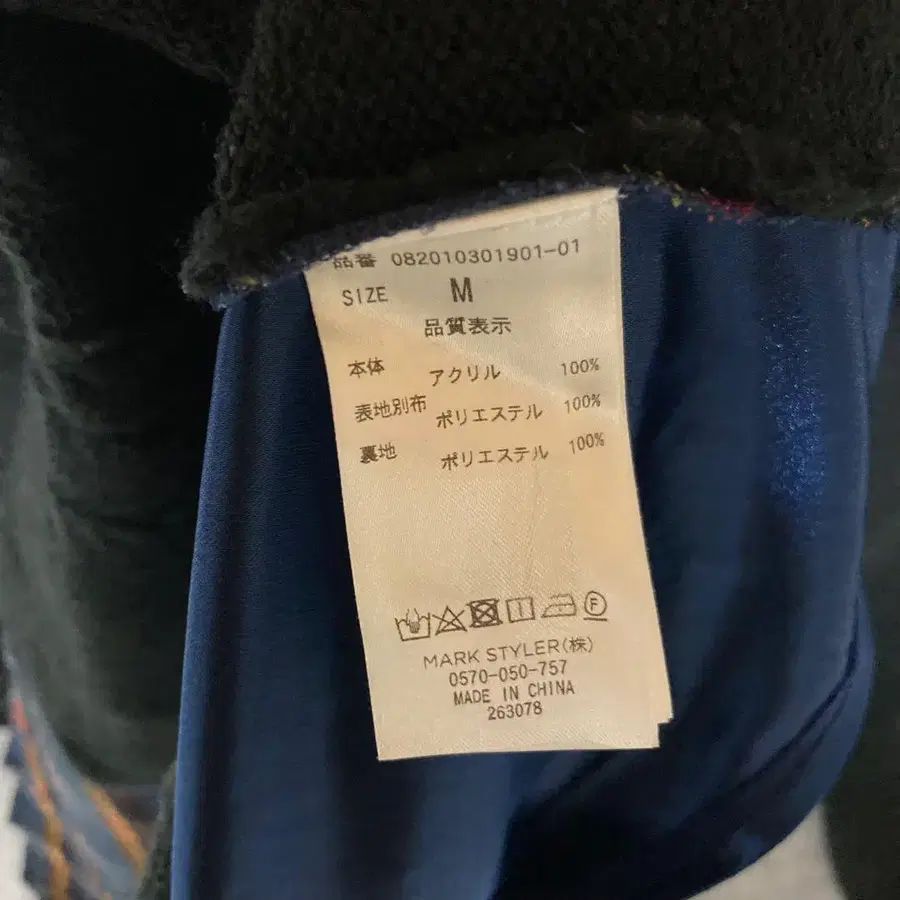 品番 082010301901-01
SIZE M
品質表示
本体 アクリル 100%
表地別布 ポリエステル 100%
裏地 ポリエステル 100%
F
MARK STYLER(株)
0570-050-757
MADE IN CHINA
263078